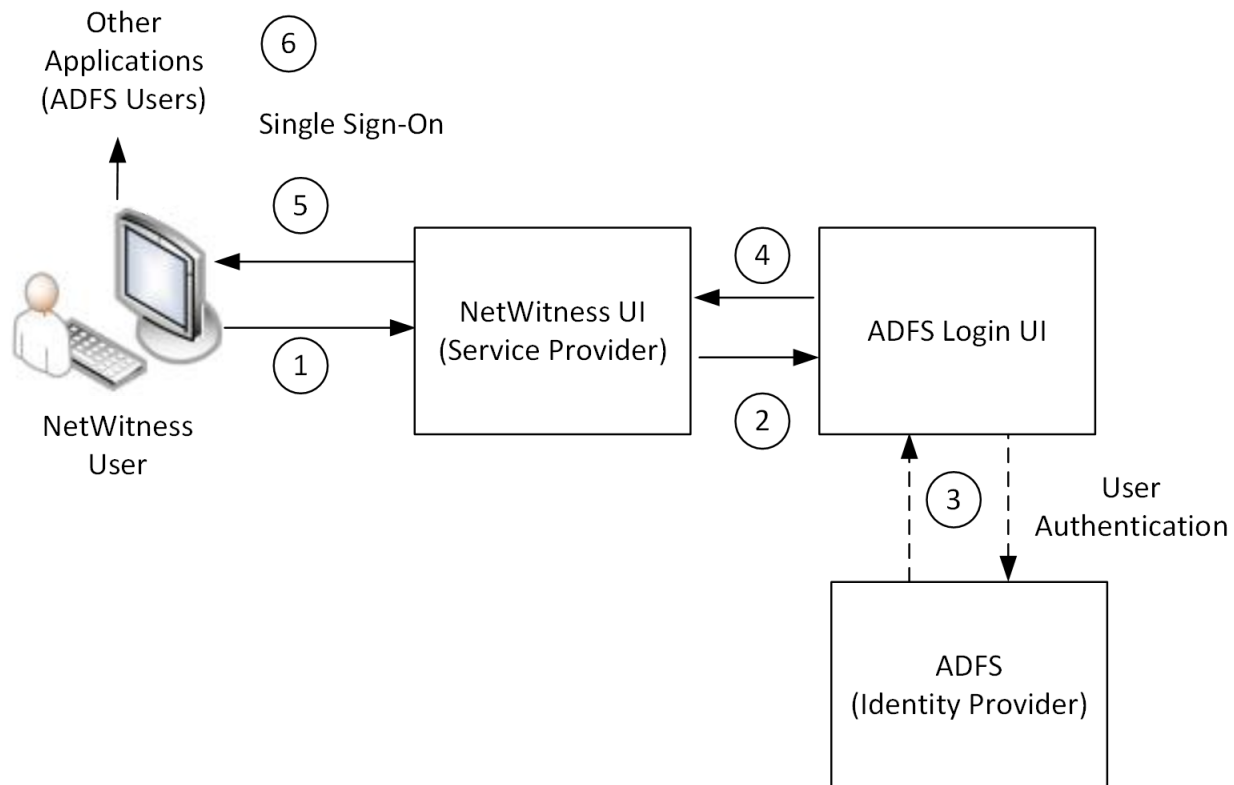 Other
Applications
(ADFS Users)
6
Single Sign-On
5
1
NetWitness
User
NetWitness UI
(Service Provider)
4
2
ADFS Login UI
3
User
Authentication
ADFS
(Identity Provider)